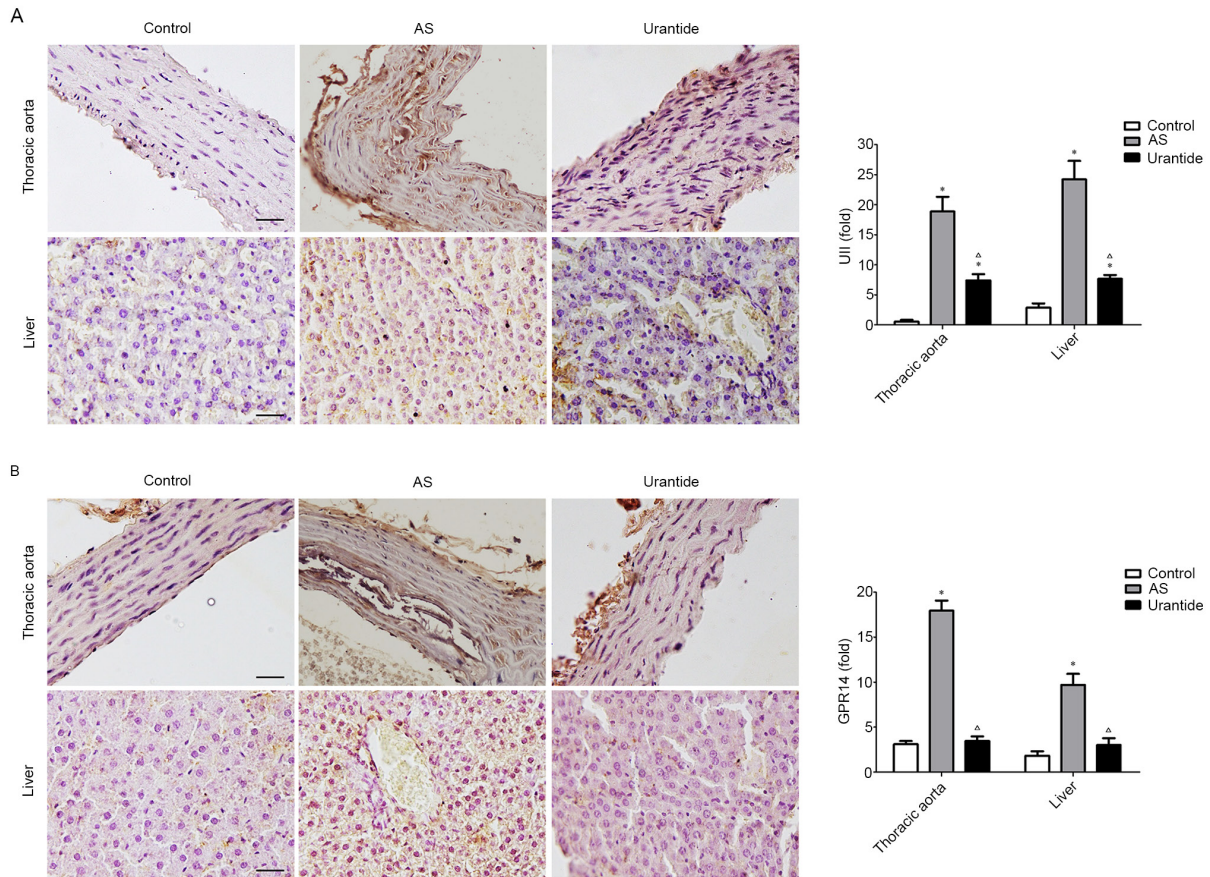 A
Control AS Urantide
Thoracic aorta
Liver
Control
AS
Urantide
UII (fold)
30
25
20
15
10
5
0
*
Δ
*
*
Δ
*
Thoracic aorta
Liver
B
Control AS Urantide
Thoracic aorta
Liver
Control
AS
Urantide
GPR14 (fold)
20
15
10
5
0
*
Δ
*
Δ
Thoracic aorta
Liver